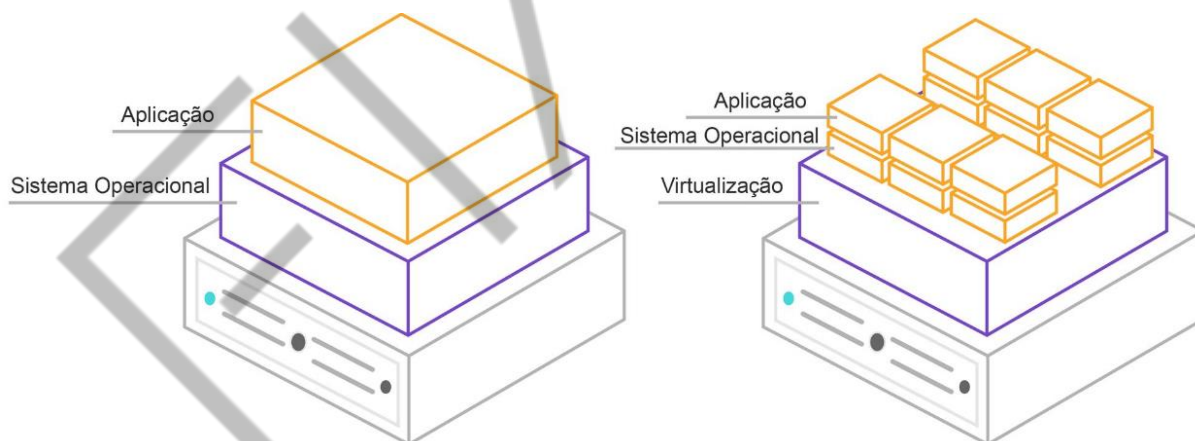 Aplicação
Sistema Operacional
Aplicação
Sistema Operacional
Virtualização